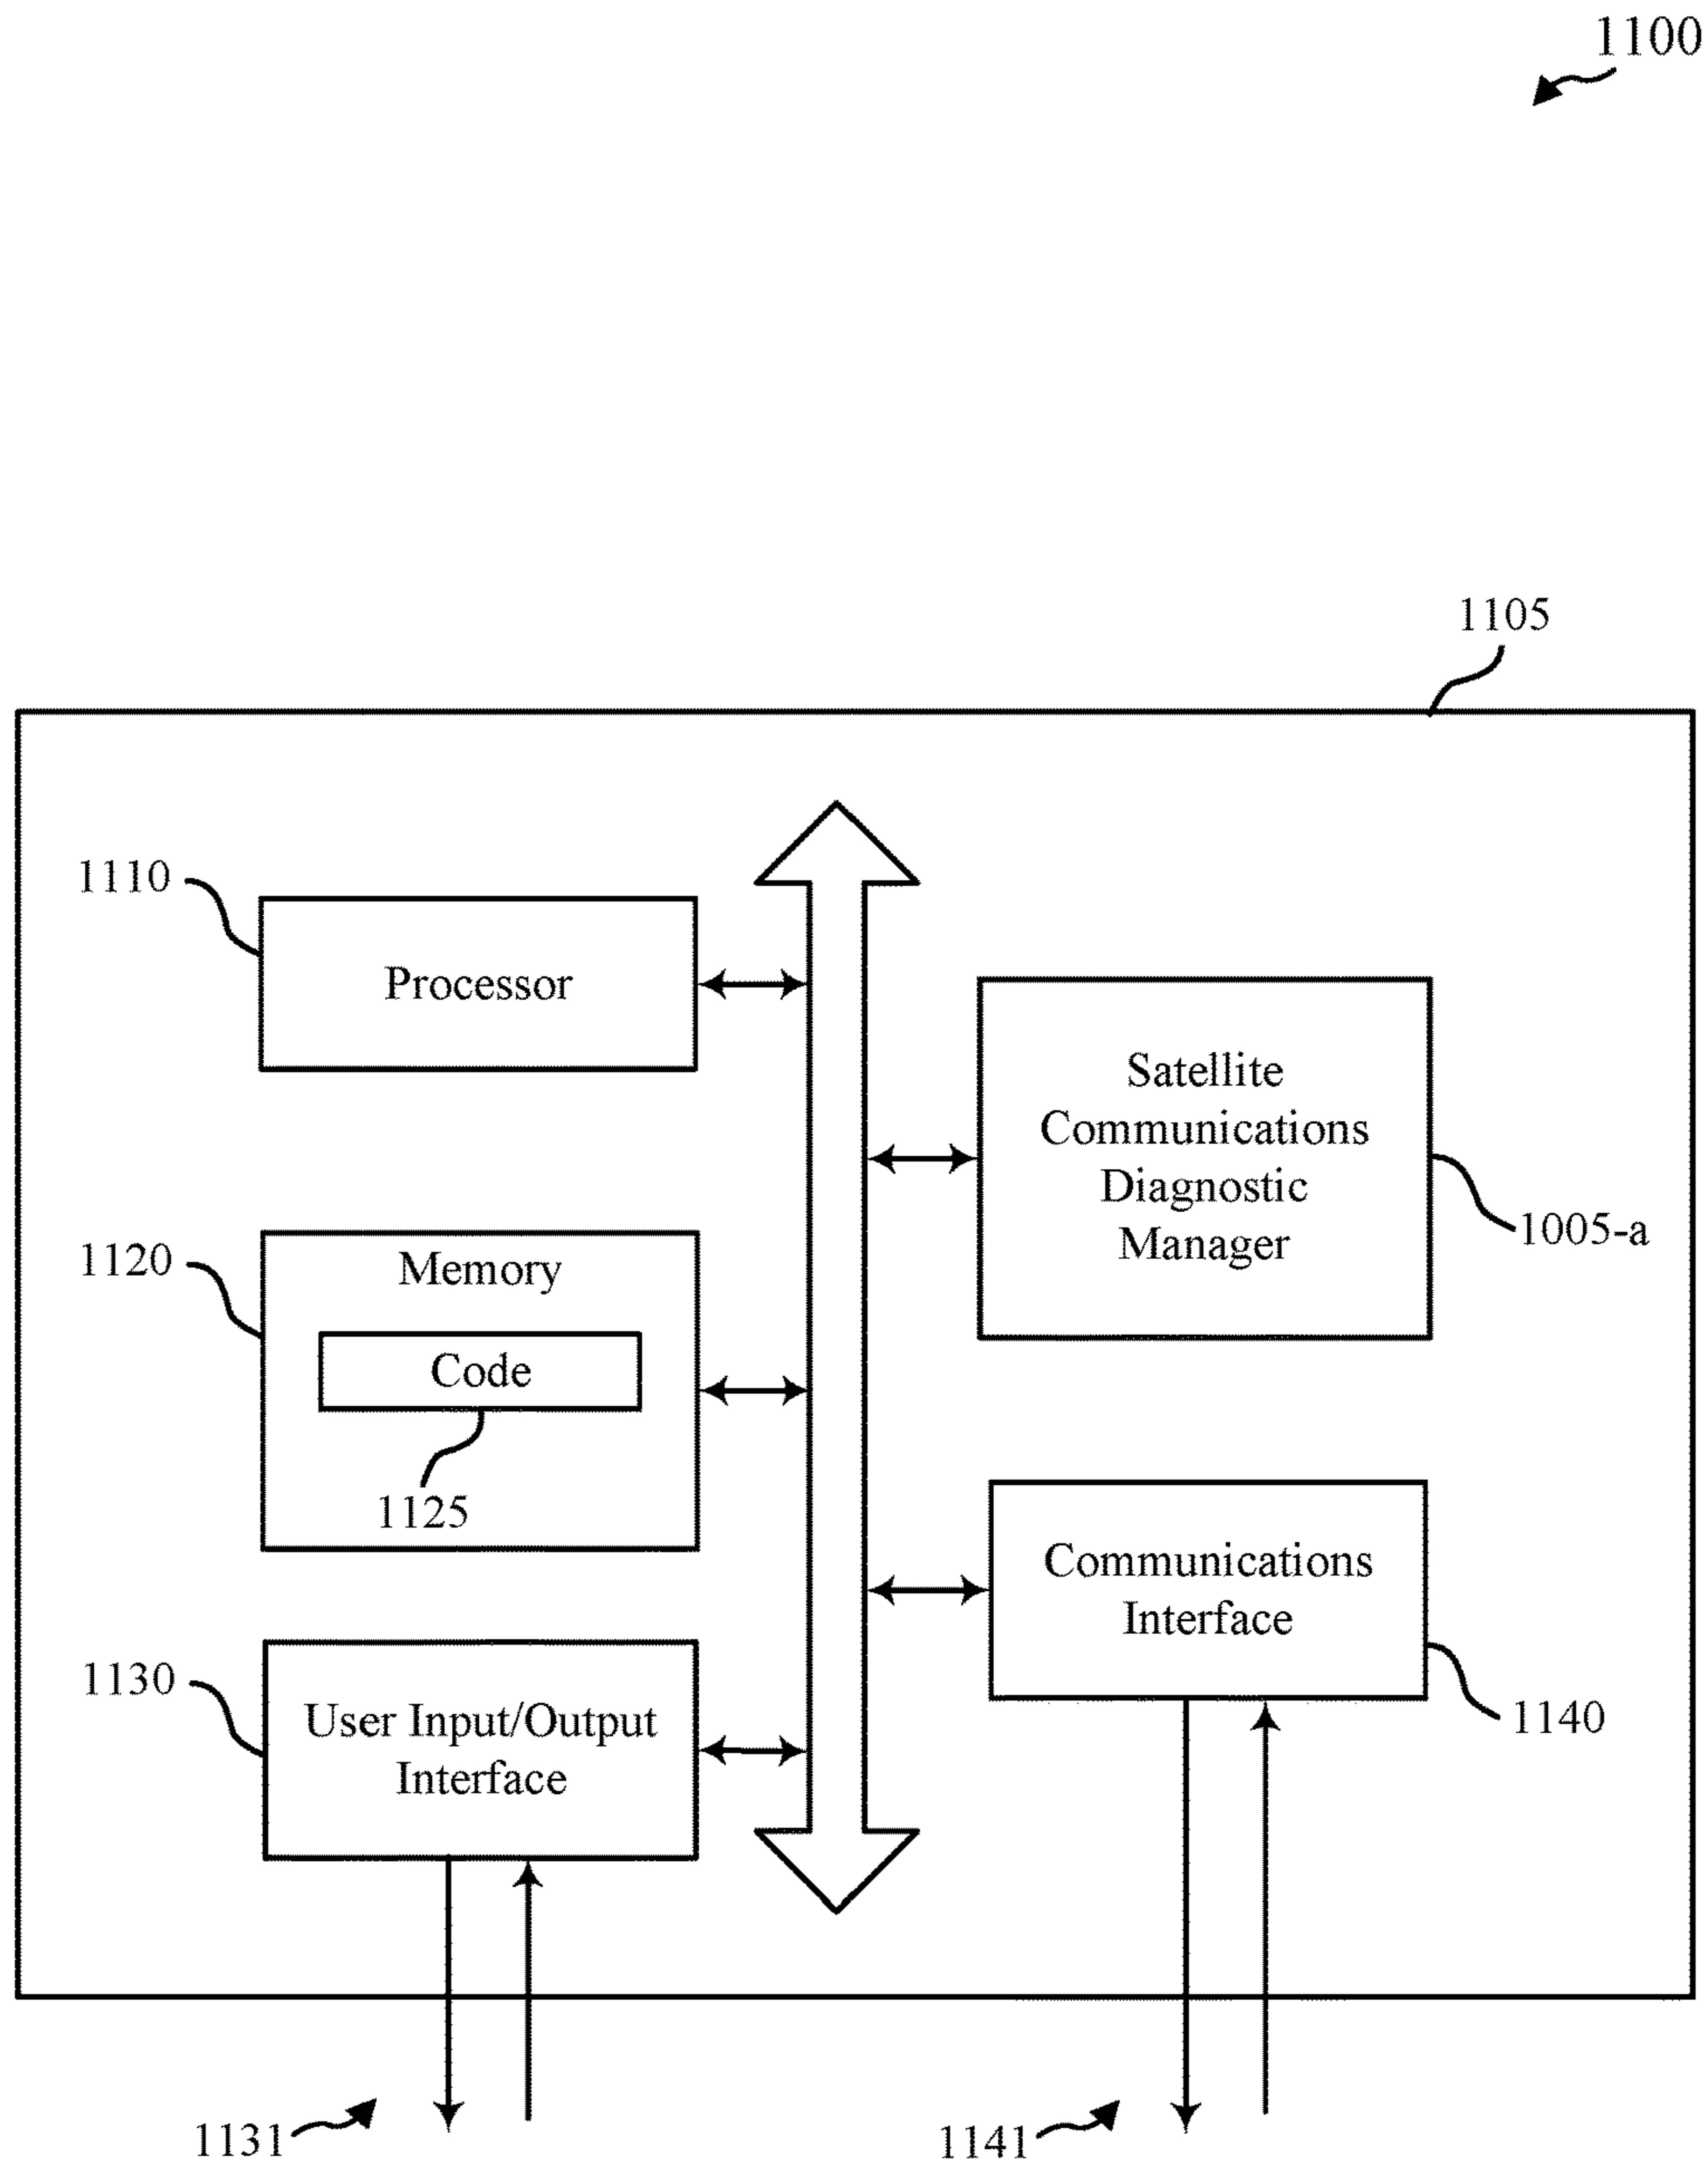 1100
1105
1110
Processor
Satellite
Communications
Diagnostic
Manager
1005-a
1120
Memory
Code
1125
Communications
Interface
1140
1130
User Input/Output
Interface
1131
1141